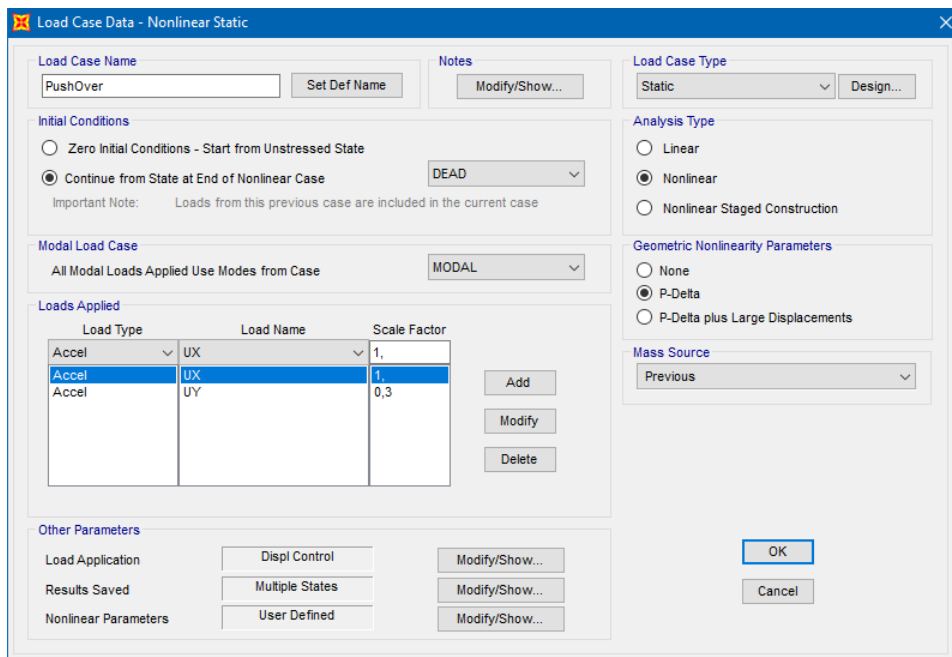 Load Case Data - Nonlinear Static
Load Case Name
PushOver
Set Def Name
Notes
Modify/Show...
Load Case Type
Static
Design...
Initial Conditions
Zero Initial Conditions - Start from Unstressed State
Continue from State at End of Nonlinear Case
DEAD
Important Note: Loads from this previous case are included in the current case
Analysis Type
Linear
Nonlinear
Nonlinear Staged Construction
Modal Load Case
All Modal Loads Applied Use Modes from Case
MODAL
Geometric Nonlinearity Parameters
None
P-Delta
P-Delta plus Large Displacements
Loads Applied
Load Type Load Name Scale Factor
Accel UX 1,
Accel UX 1,
Accel UY 0,3
Add
Modify
Delete
Mass Source
Previous
Other Parameters
Load Application Displ Control Modify/Show...
Results Saved Multiple States Modify/Show...
Nonlinear Parameters User Defined Modify/Show...
OK
Cancel